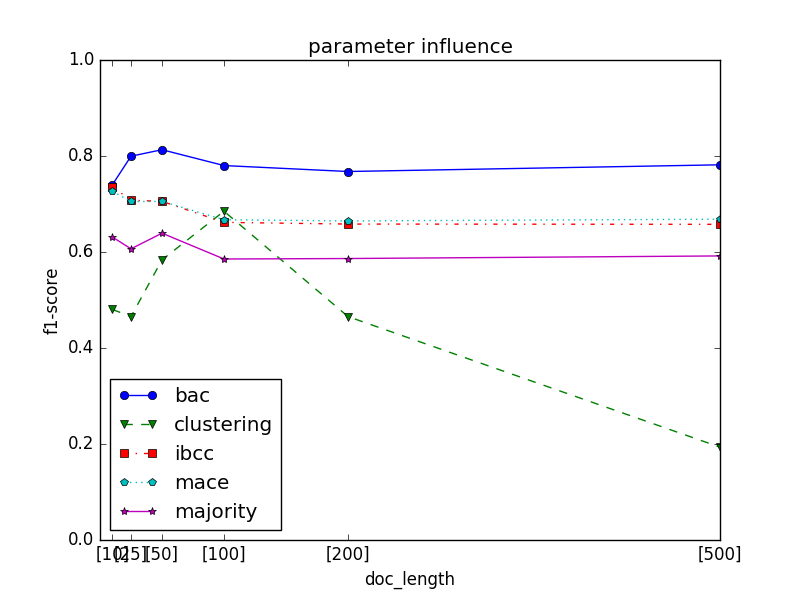 parameter influence
1.0
0.8
0.6
0.4
0.2
0.0
f1-score
bac
clustering
ibcc
mace
majority
[10]
[25]
[50]
[100]
[200]
[500]
doc_length